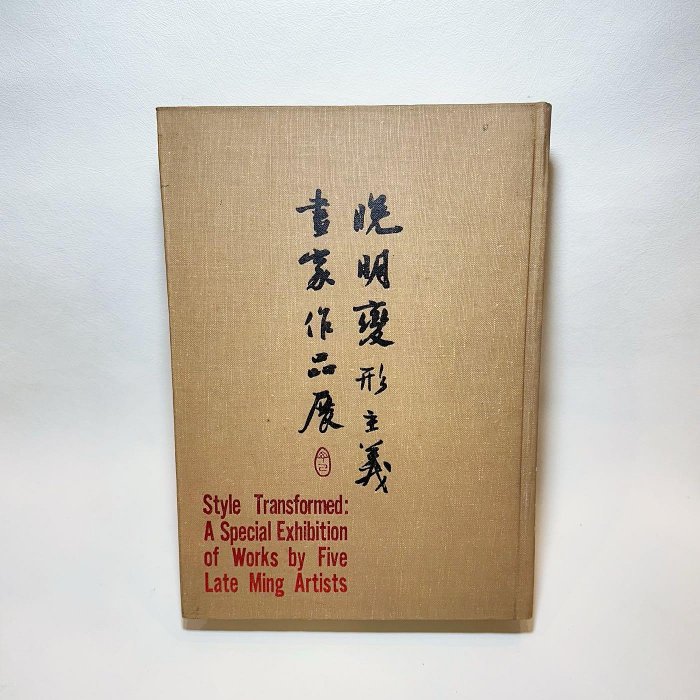 晚明變形主義
畫家作品展
Style Transformed:
A Special Exhibition
of Works by Five
Late Ming Artists